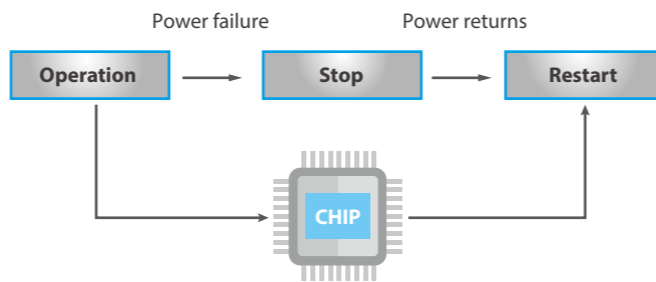 Power failure
Power returns
Operation
Stop
Restart
CHIP